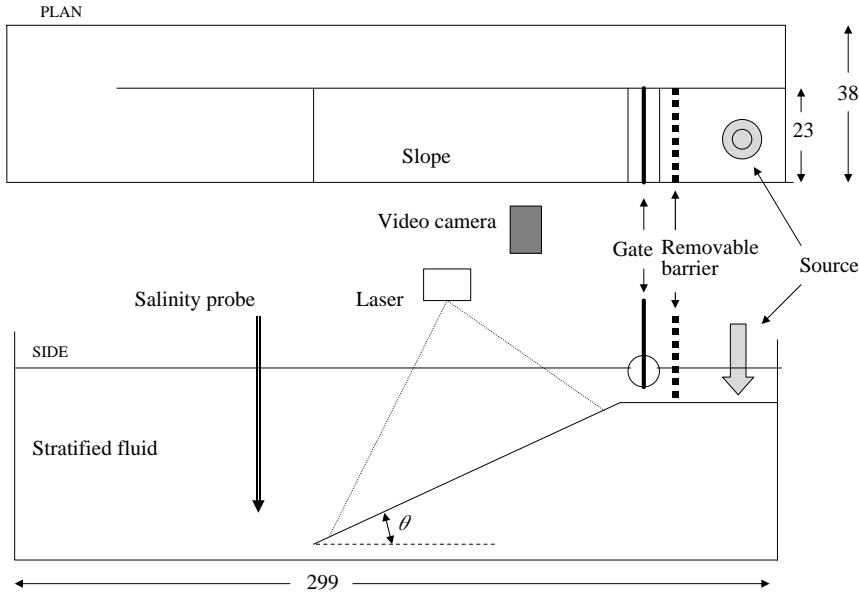 PLAN
38
23
Slope
Video camera
Gate
Removable
barrier
Source
Salinity probe
Laser
SIDE
Stratified fluid
θ
299